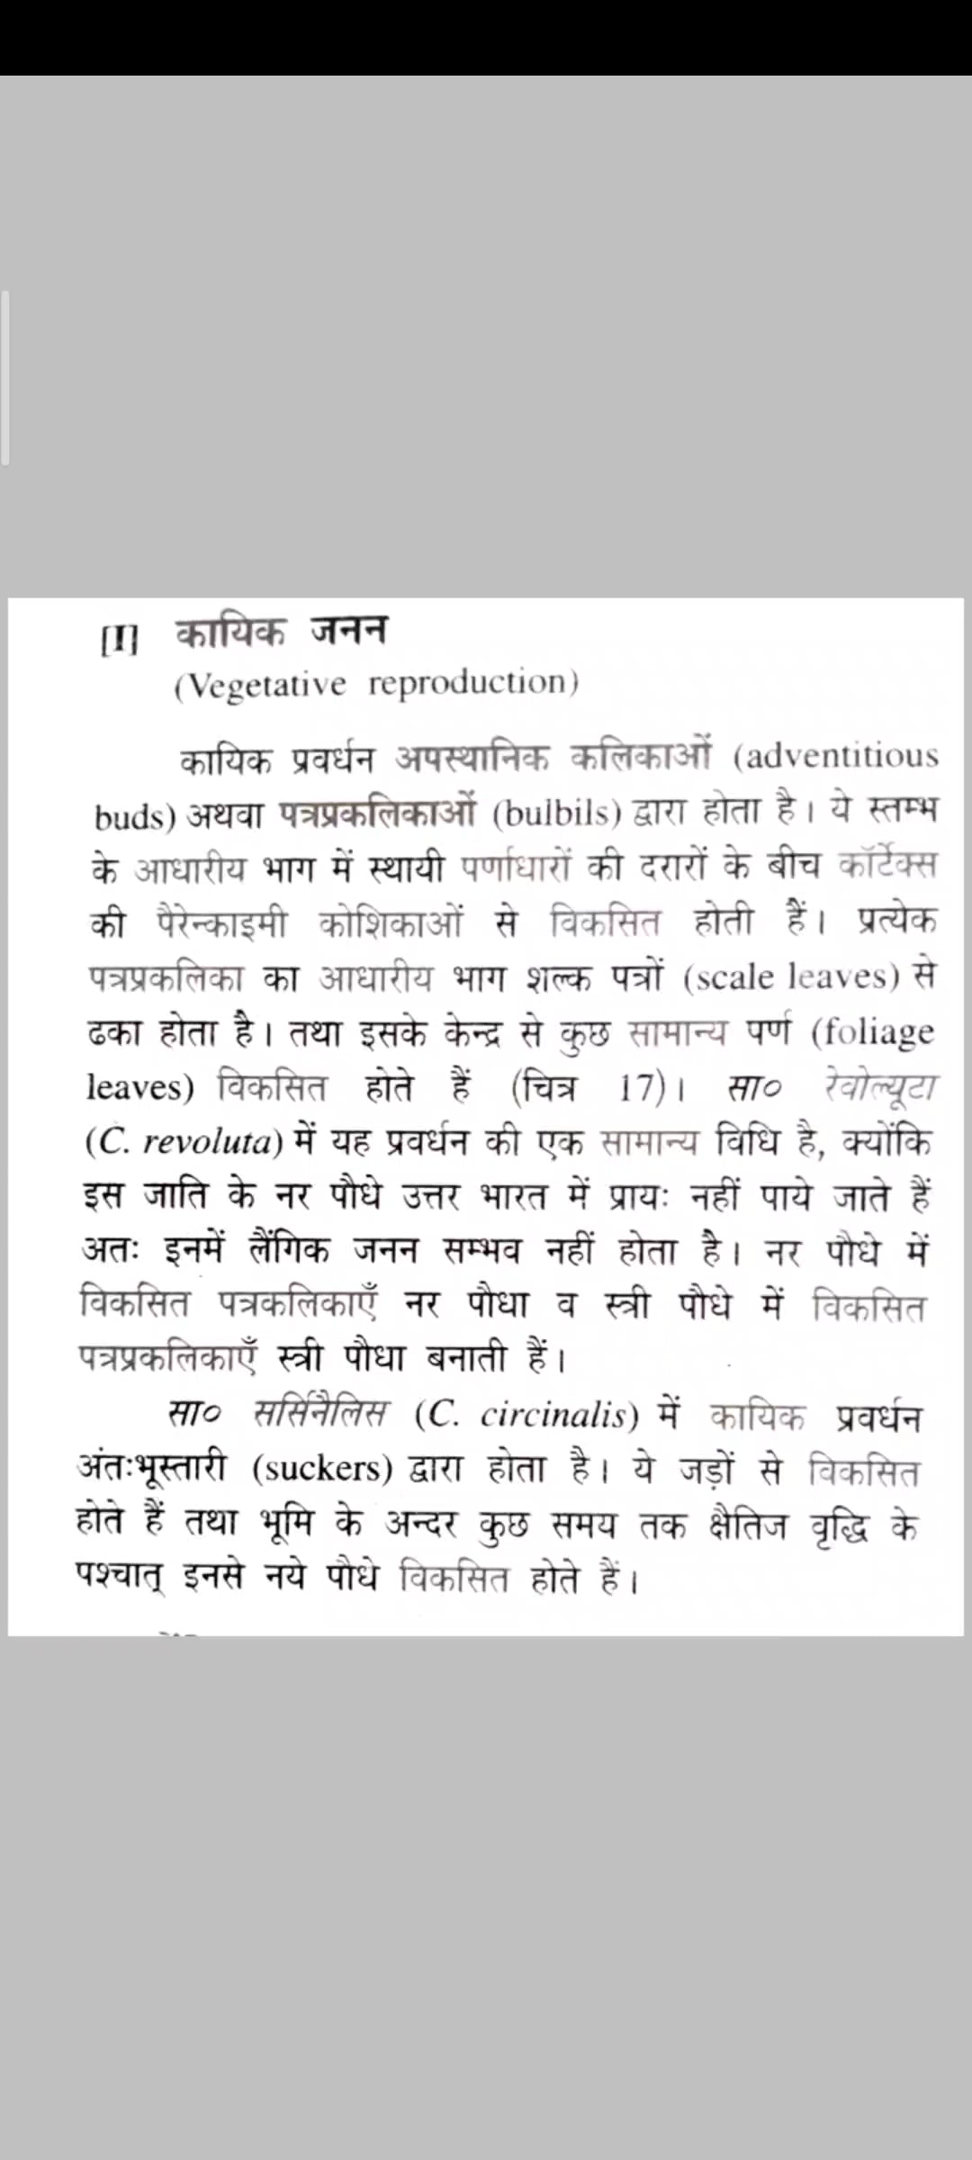 [I] कायिक जनन
(Vegetative reproduction)
कायिक प्रवर्धन अपस्थानिक कलिकाओं (adventitious
buds) अथवा पत्रप्रकलिकाओं (bulbils) द्वारा होता है। ये स्तम्भ
के आधारीय भाग में स्थायी पर्णाधारों की दरारों के बीच कॉर्टेक्स
की पैरेन्काइमी कोशिकाओं से विकसित होती हैं। प्रत्येक
पत्रप्रकलिका का आधारीय भाग शल्क पत्रों (scale leaves) से
ढका होता है। तथा इसके केन्द्र से कुछ सामान्य पर्ण (foliage
leaves) विकसित होते हैं (चित्र 17)। सा० रेवोल्यूटा
(C. revoluta) में यह प्रवर्धन की एक सामान्य विधि है, क्योंकि
इस जाति के नर पौधे उत्तर भारत में प्रायः नहीं पाये जाते हैं
अतः इनमें लैंगिक जनन सम्भव नहीं होता है। नर पौधे में
विकसित पत्रकलिकाएँ नर पौधा व स्त्री पौधे में विकसित
पत्रप्रकलिकाएँ स्त्री पौधा बनाती हैं।
सा० सर्सिनैलिस (C. circinalis) में कायिक प्रवर्धन
अंतःभूस्तारी (suckers) द्वारा होता है। ये जड़ों से विकसित
होते हैं तथा भूमि के अन्दर कुछ समय तक क्षैतिज वृद्धि के
पश्चात् इनसे नये पौधे विकसित होते हैं।